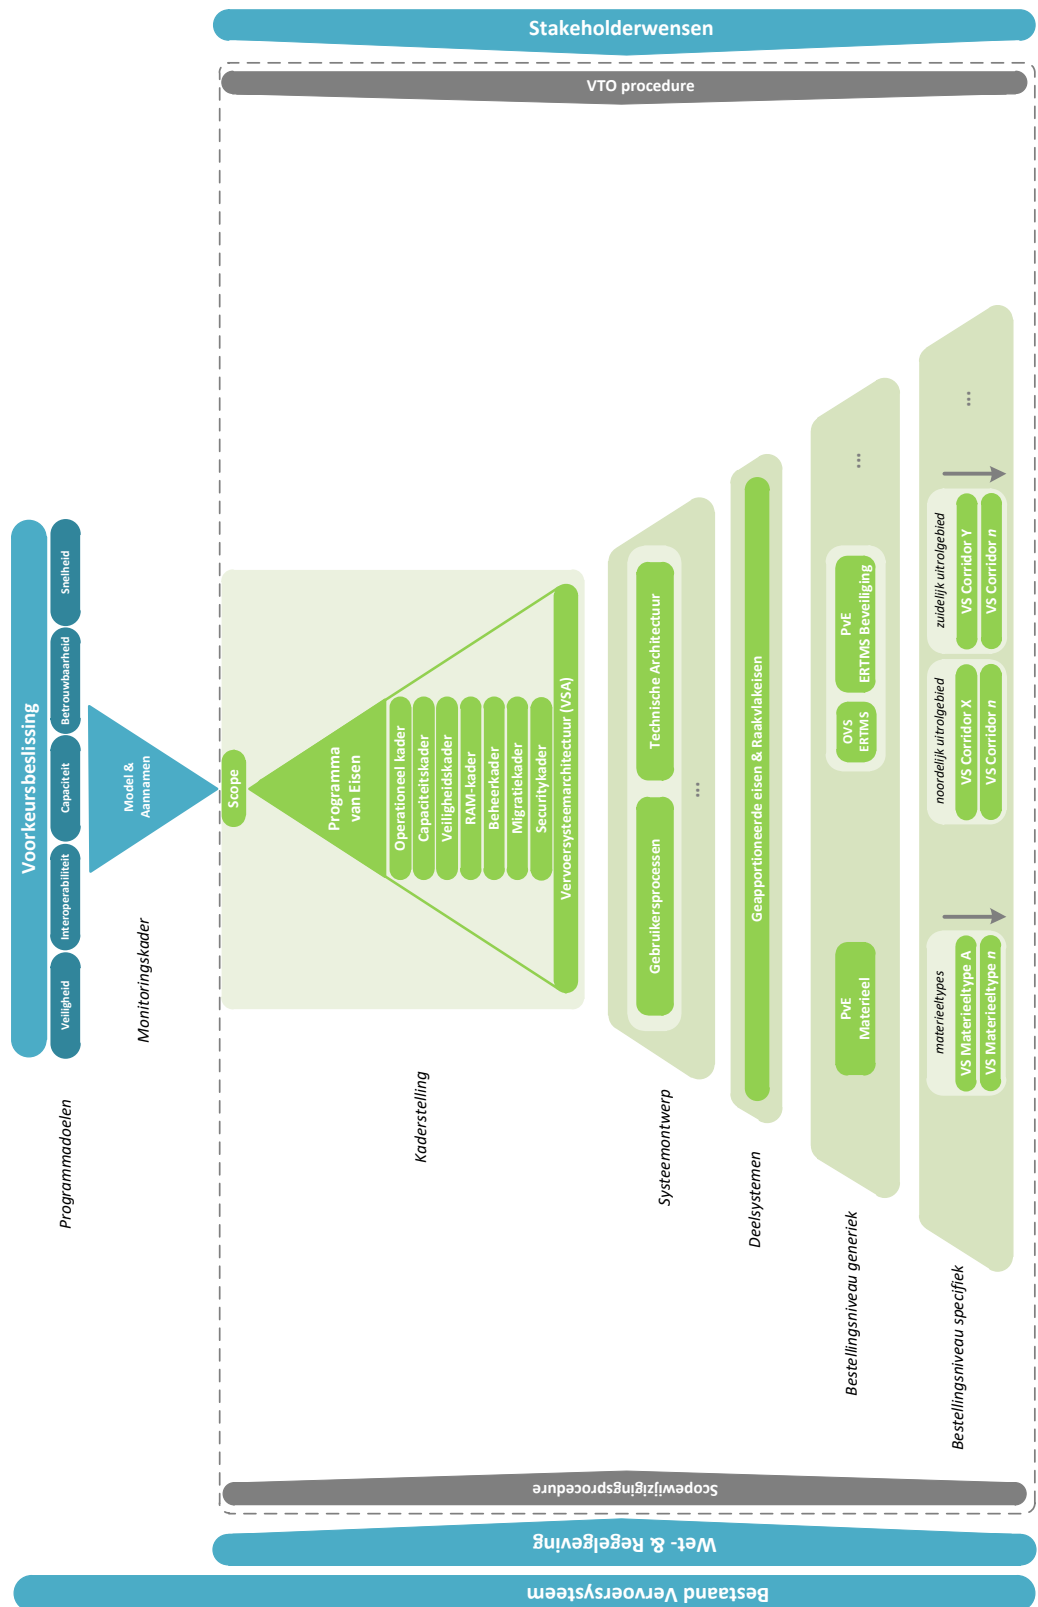 Stakeholderwensen
VTO procedure
Voorkeursbeslissing
Veiligheid
Interoperabiliteit
Capaciteit
Betrouwbaarheid
Snelheid
Programmadoelen
Model &
Aannamen
Monitoringskader
Scope
Programma
van Eisen
Operationeel kader
Capaciteitskader
Veiligheidskader
RAM-kader
Beheerkader
Migratiekader
Securitykader
Vervoersysteemarchitectuur (VSA)
Kaderstelling
Gebruikersprocessen
Technische Architectuur
...
Systeemontwerp
Geapportioneerde eisen & Raakvlakeisen
Deelsystemen
PvE
Materieel
OVS
ERTMS
PvE
ERTMS Beveiliging
...
Bestellingsniveau generiek
materieeltypes
VS Materieeltype A
VS Materieeltype n
noordelijk uitrolgebied
VS Corridor X
VS Corridor n
zuidelijk uitrolgebied
VS Corridor Y
VS Corridor n
...
Bestellingsniveau specifiek
Scopewijzigingsprocedure
Wet- & Regelgeving
Bestaand Vervoersysteem